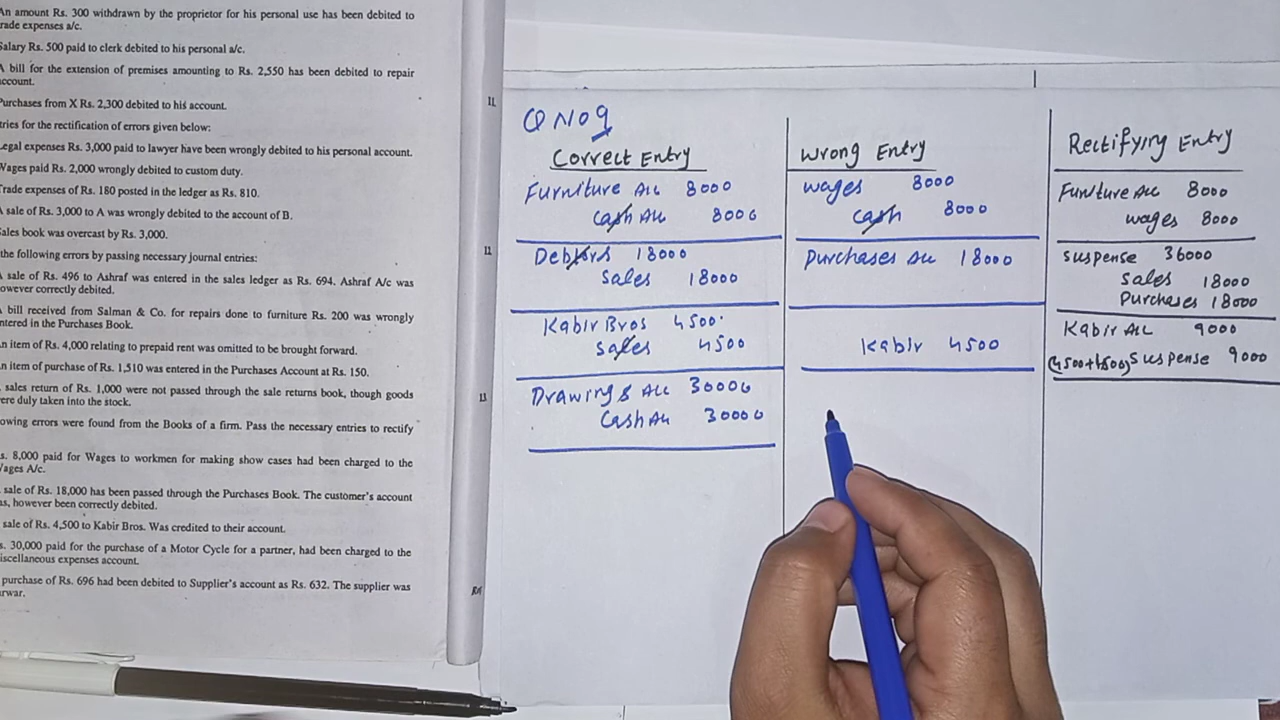 An amount Rs. 300 withdrawn by the proprietor for his personal use has been debited to
rade expenses a/c.
Salary Rs. 500 paid to clerk debited to his personal a/c.
A bill for the extension of premises amounting to Rs. 2,550 has been debited to repair
ccount.
Purchases from X Rs. 2,300 debited to his account.
tries for the rectification of errors given below:
Legal expenses Rs. 3,000 paid to lawyer have been wrongly debited to his personal account.
Wages paid Rs. 2,000 wrongly debited to custom duty.
Trade expenses of Rs. 180 posted in the ledger as Rs. 810.
A sale of Rs. 3,000 to A was wrongly debited to the account of B.
Sales book was overcast by Rs. 3,000.
the following errors by passing necessary journal entries:
A sale of Rs. 496 to Ashraf was entered in the sales ledger as Rs. 694. Ashraf A/c was
owever correctly debited.
A bill received from Salman & Co. for repairs done to furniture Rs. 200 was wrongly
ntered in the Purchases Book.
An item of Rs. 4,000 relating to prepaid rent was omitted to be brought forward.
An item of purchase of Rs. 1,510 was entered in the Purchases Account at Rs. 150.
sales return of Rs. 1,000 were not passed through the sale returns book, though goods
ere duly taken into the stock.
owing errors were found from the Books of a firm. Pass the necessary entries to rectify
s. 8,000 paid for Wages to workmen for making show cases had been charged to the
Wages A/c.
sale of Rs. 18,000 has been passed through the Purchases Book. The customer's account
as, however been correctly debited.
sale of Rs. 4,500 to Kabir Bros. Was credited to their account.
s. 30,000 paid for the purchase of a Motor Cycle for a partner, had been charged to the
iscellaneous expenses account.
purchase of Rs. 696 had been debited to Supplier's account as Rs. 632. The supplier was
rwar.
11
11
11
QNo9
Correct Entry
Furniture Acc 8000
Cash Acc 8000
Debtors 18000
Sales 18000
Kabir Bros 4500
Sales 4500
Drawings Acc 30000
Cash Acc 30000
Wrong Entry
wages 8000
cash 8000
Purchases Acc 18000
Kabir 4500
Rectifying Entry
Funiture Acc 8000
wages 8000
Suspense 36000
Sales 18000
Purchases 18000
Kabir Acc 9000
(4500+4500) Suspense 9000